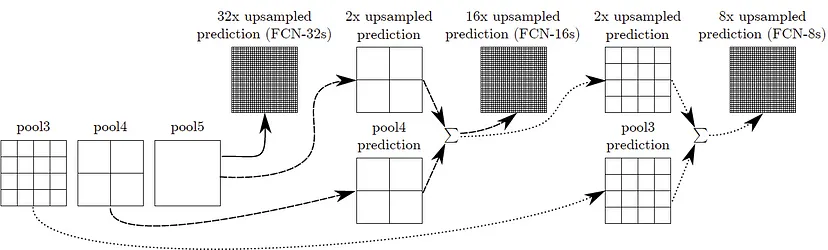 32x upsampled
prediction (FCN-32s)
2x upsampled
prediction
16x upsampled
prediction (FCN-16s)
2x upsampled
prediction
8x upsampled
prediction (FCN-8s)
pool3
pool4
pool5
pool4
prediction
∑
pool3
prediction
∑